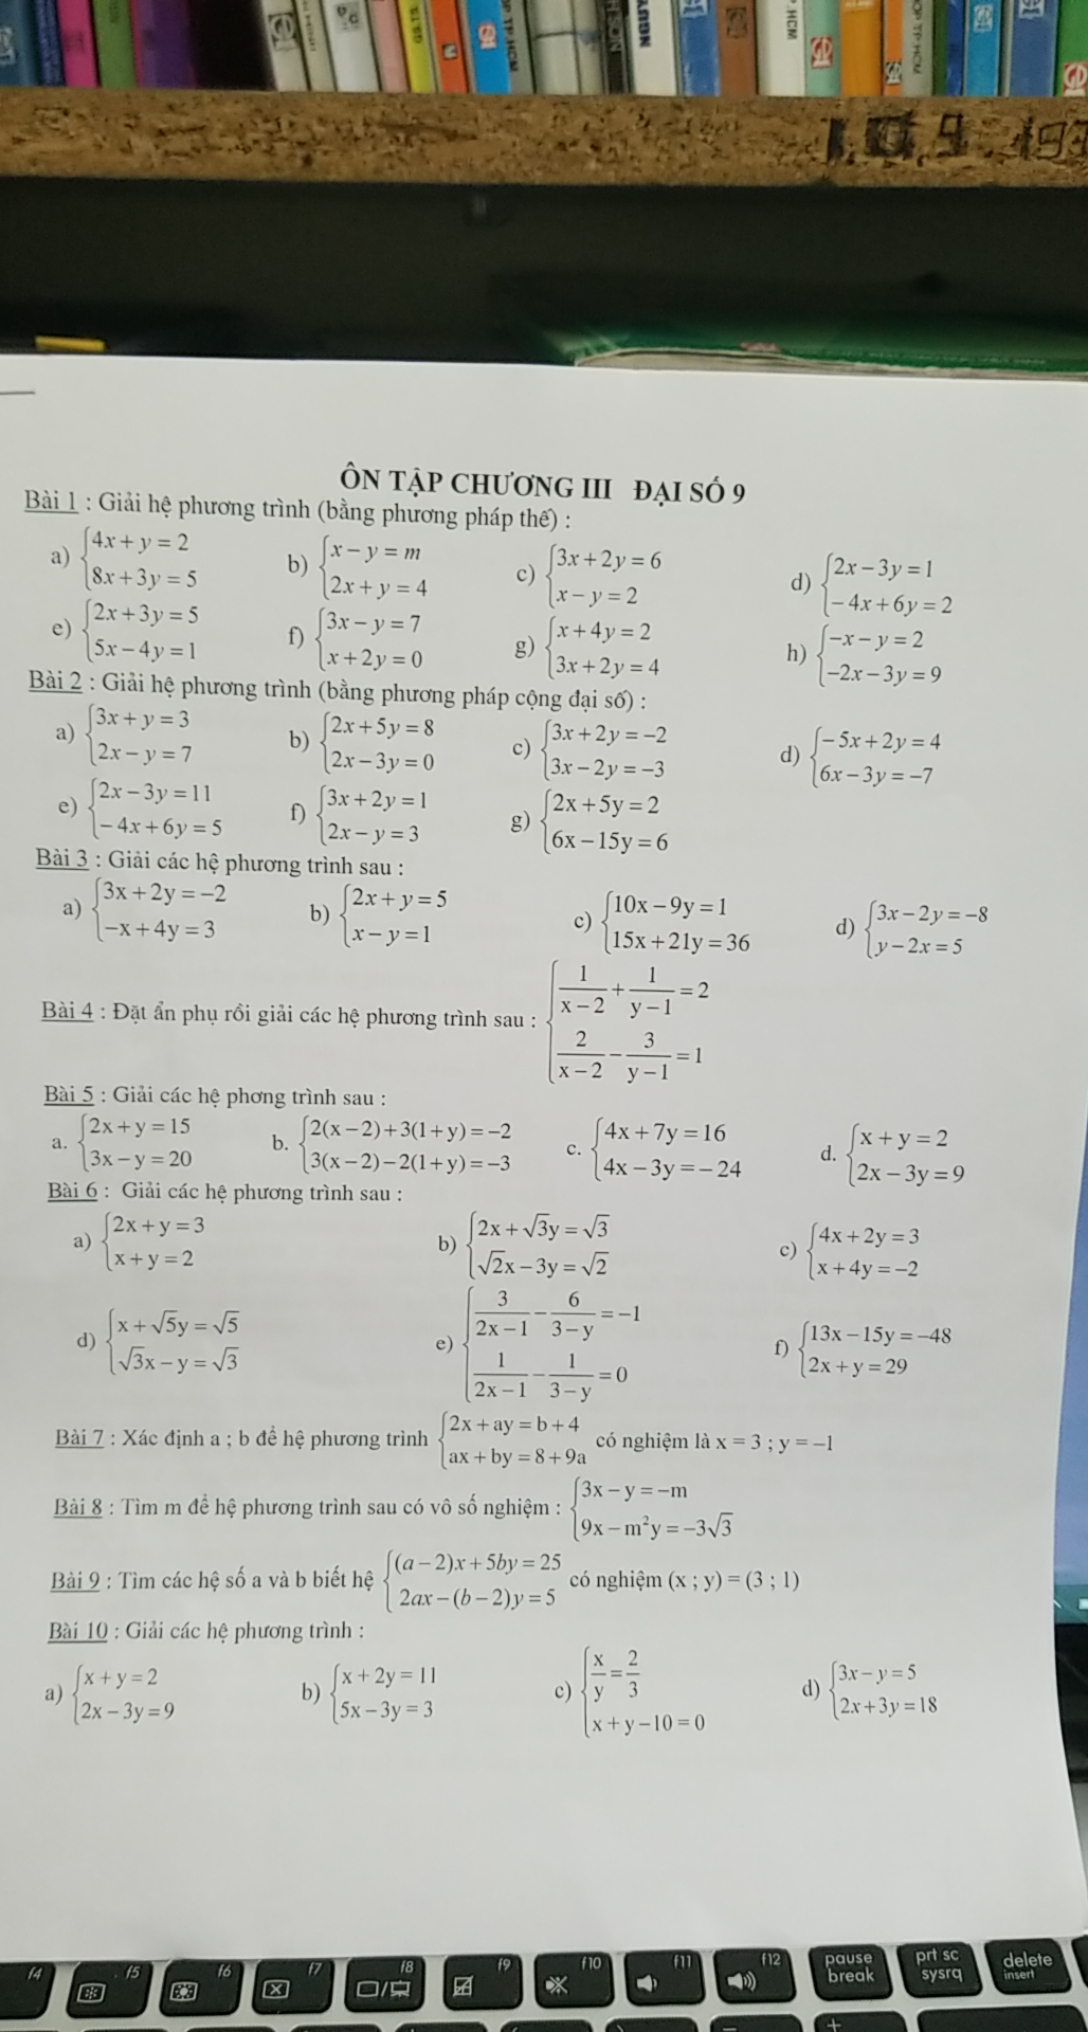 ÔN TẬP CHƯƠNG III ĐẠI SỐ 9
Bài 1 : Giải hệ phương trình (bằng phương pháp thế) :
a) {4x + y = 2 ; 8x + 3y = 5 b) {x − y = m ; 2x + y = 4 c) {3x + 2y = 6 ; x − y = 2 d) {2x − 3y = 1 ; − 4x + 6y = 2
e) {2x + 3y = 5 ; 5x − 4y = 1 f) {3x − y = 7 ; x + 2y = 0 g) {x + 4y = 2 ; 3x + 2y = 4 h) {−x − y = 2 ; −2x − 3y = 9
Bài 2 : Giải hệ phương trình (bằng phương pháp cộng đại số) :
a) {3x + y = 3 ; 2x − y = 7 b) {2x + 5y = 8 ; 2x − 3y = 0 c) {3x + 2y = −2 ; 3x − 2y = −3 d) {− 5x + 2y = 4 ; 6x − 3y = −7
e) {2x − 3y = 11 ; − 4x + 6y = 5 f) {3x + 2y = 1 ; 2x − y = 3 g) {2x + 5y = 2 ; 6x − 15y = 6
Bài 3 : Giải các hệ phương trình sau :
a) {3x + 2y = −2 ; −x + 4y = 3 b) {2x + y = 5 ; x − y = 1 c) {10x − 9y = 1 ; 15x + 21y = 36 d) {3x − 2y = −8 ; y − 2x = 5
Bài 4 : Đặt ẩn phụ rồi giải các hệ phương trình sau : {1/(x − 2) + 1/(y − 1) = 2 ; 2/(x − 2) − 3/(y − 1) = 1
Bài 5 : Giải các hệ phơng trình sau :
a. {2x + y = 15 ; 3x − y = 20 b. {2(x − 2) + 3(1 + y) = −2 ; 3(x − 2) − 2(1 + y) = −3 c. {4x + 7y = 16 ; 4x − 3y = − 24 d. {x + y = 2 ; 2x − 3y = 9
Bài 6 : Giải các hệ phương trình sau :
a) {2x + y = 3 ; x + y = 2 b) {2x + √3y = √3 ; √2x − 3y = √2 c) {4x + 2y = 3 ; x + 4y = −2
d) {x + √5y = √5 ; √3x − y = √3 e) {3/(2x − 1) − 6/(3 − y) = −1 ; 1/(2x − 1) − 1/(3 − y) = 0 f) {13x − 15y = −48 ; 2x + y = 29
Bài 7 : Xác định a ; b để hệ phương trình {2x + ay = b + 4 ; ax + by = 8 + 9a có nghiệm là x = 3 ; y = −1
Bài 8 : Tìm m để hệ phương trình sau có vô số nghiệm : {3x − y = −m ; 9x − m²y = −3√3
Bài 9 : Tìm các hệ số a và b biết hệ {(a − 2)x + 5by = 25 ; 2ax − (b − 2)y = 5 có nghiệm (x ; y) = (3 ; 1)
Bài 10 : Giải các hệ phương trình :
a) {x + y = 2 ; 2x − 3y = 9 b) {x + 2y = 11 ; 5x − 3y = 3 c) {x/y = 2/3 ; x + y − 10 = 0 d) {3x − y = 5 ; 2x + 3y = 18
f4 f5 f6 f7 f8 f9 f10 f11 f12 pause break prt sc sysrq delete insert